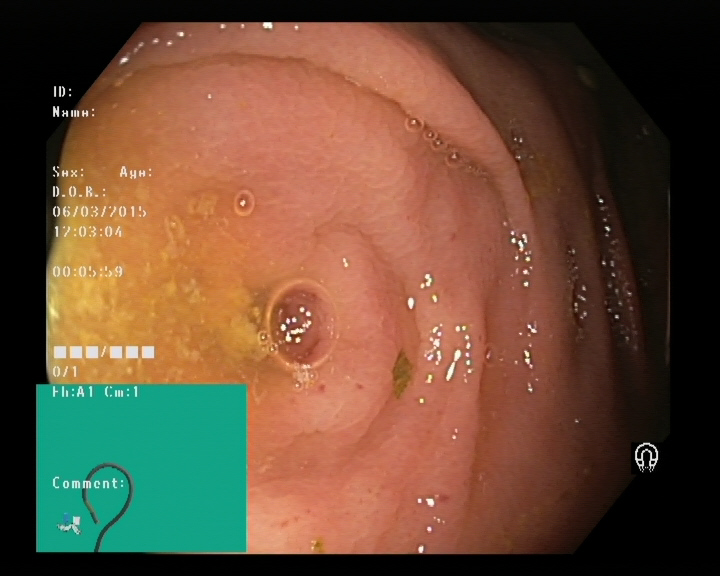 ID:
Name:
Sex: Age:
D.O.B.:
06/03/2015
12:03:04
00:05:59
■■■/■■■
0/1
Eh:A1 Cm:1
Comment: